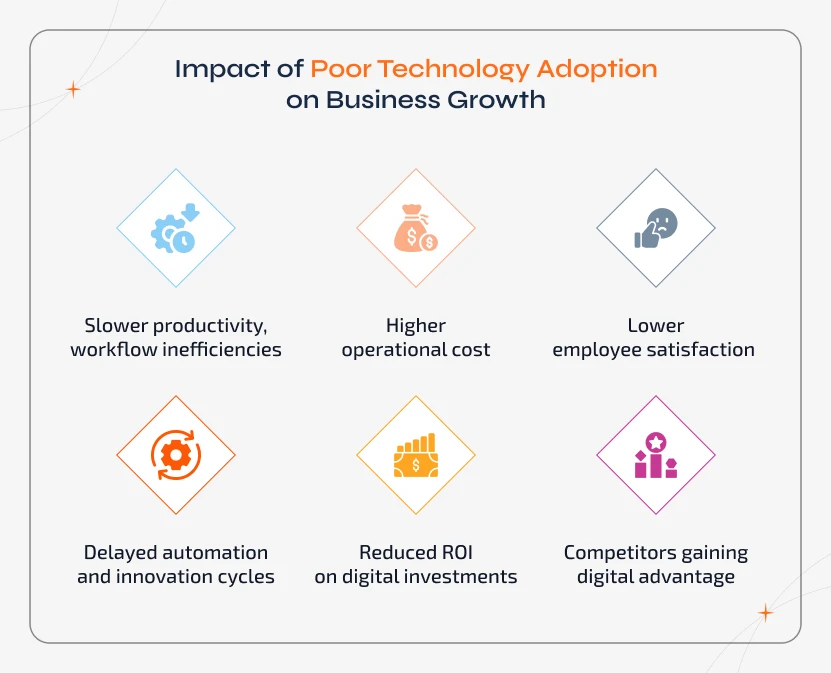 Impact of Poor Technology Adoption
on Business Growth
Slower productivity,
workflow inefficiencies
Higher
operational cost
Lower
employee satisfaction
Delayed automation
and innovation cycles
Reduced ROI
on digital investments
Competitors gaining
digital advantage